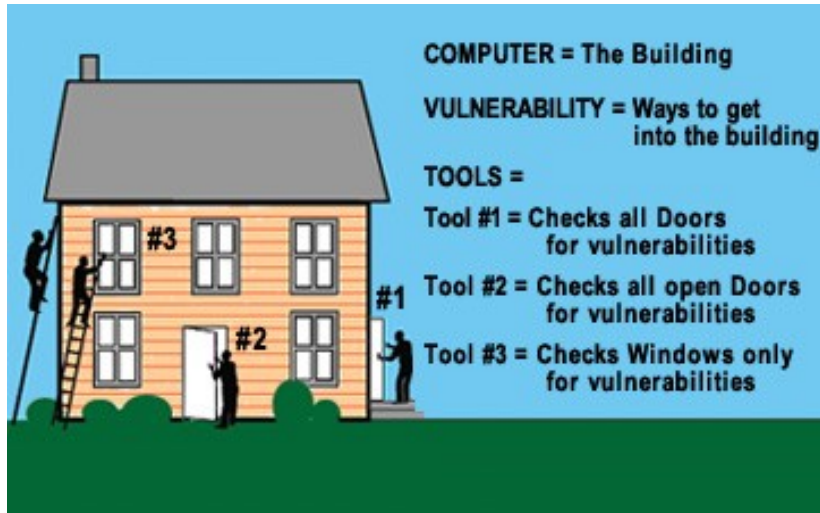 COMPUTER = The Building
VULNERABILITY = Ways to get
into the building
TOOLS =
Tool #1 = Checks all Doors
for vulnerabilities
Tool #2 = Checks all open Doors
for vulnerabilities
Tool #3 = Checks Windows only
for vulnerabilities
#3
#1
#2